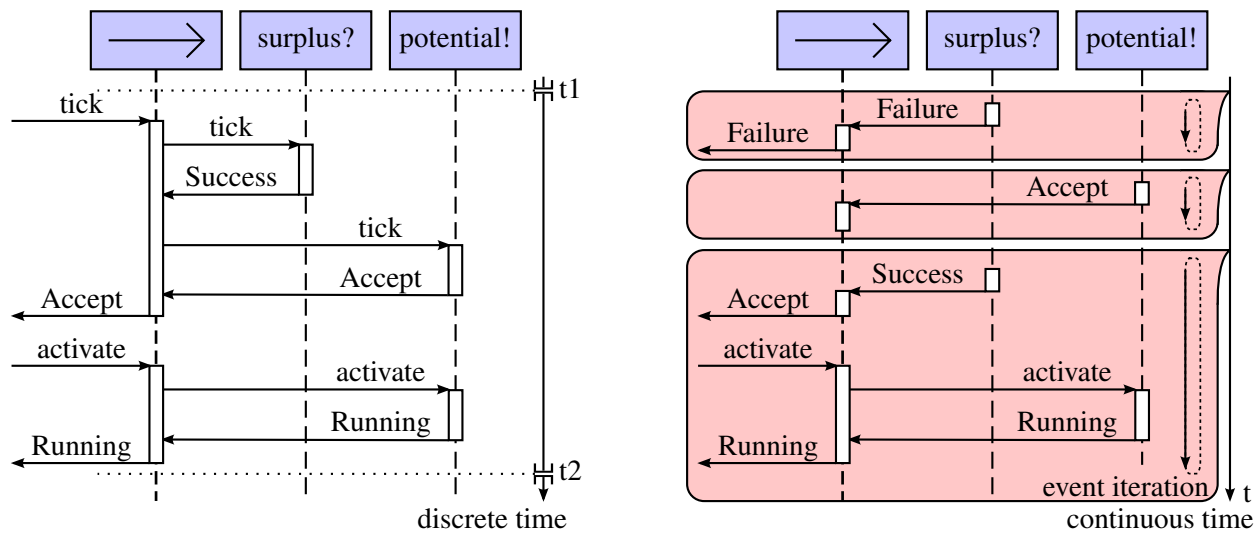 surplus?
potential!
t1
tick
tick
Success
tick
Accept
Accept
activate
activate
Running
Running
t2
discrete time
surplus?
potential!
Failure
Failure
Accept
Success
Accept
activate
activate
Running
Running
event iteration
t
continuous time